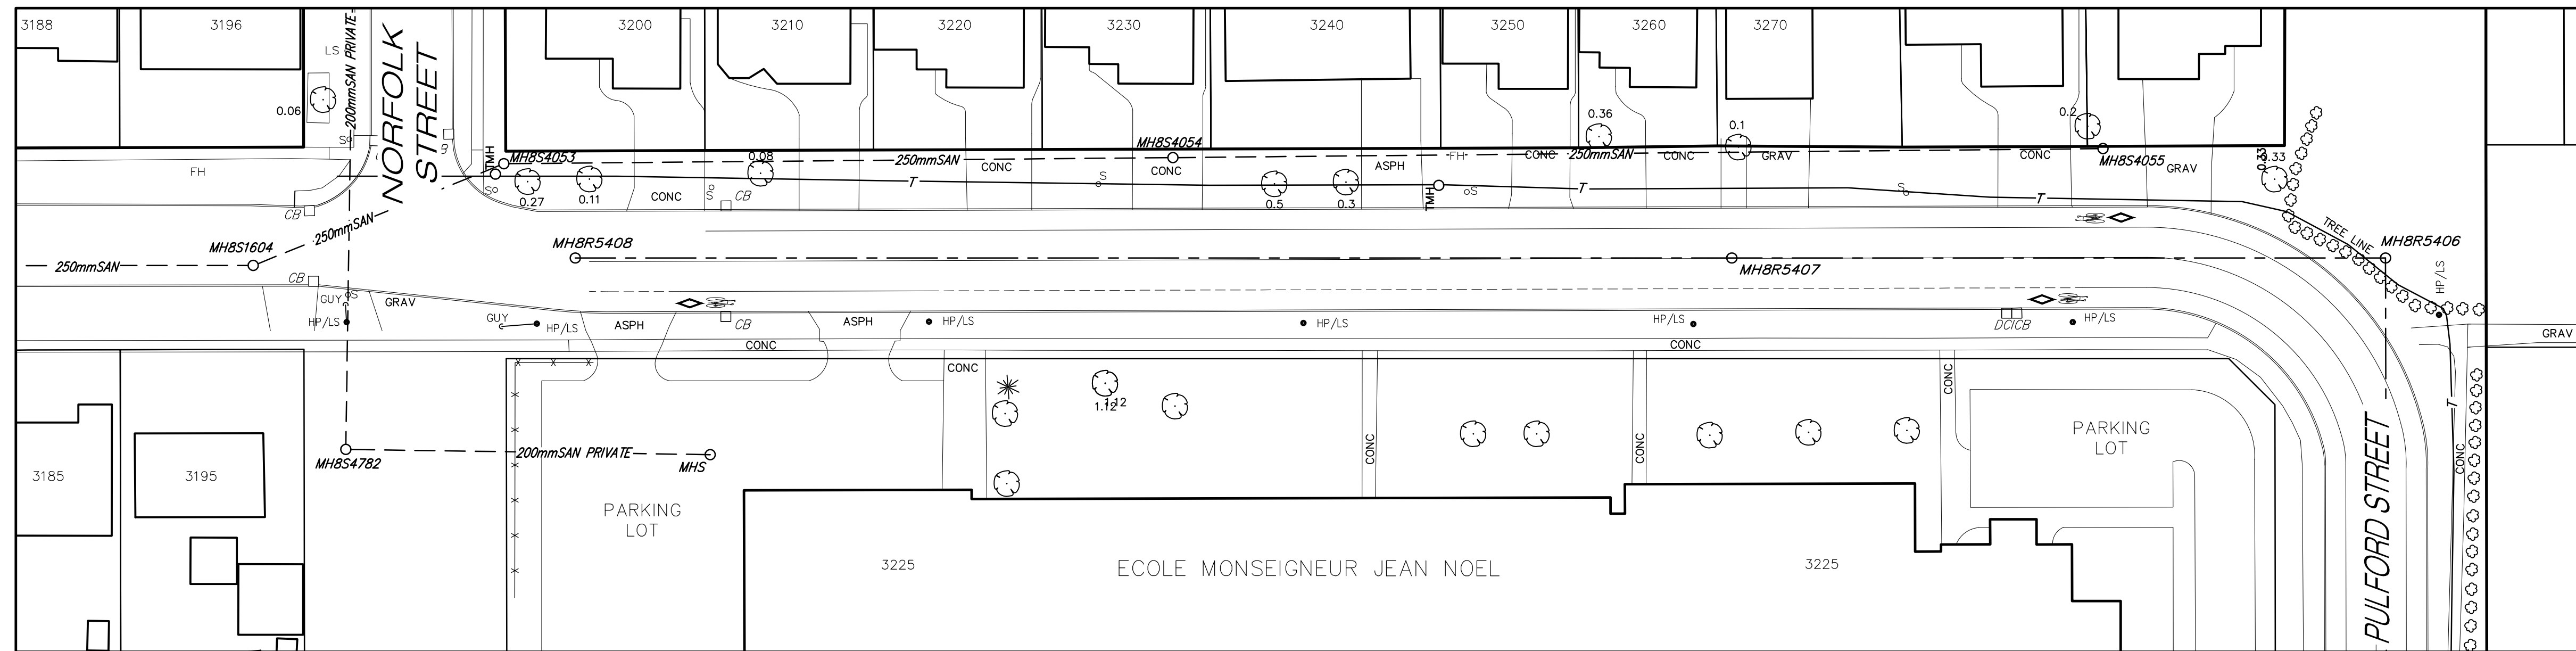 3188
3196
3200
3210
3220
3230
3240
3250
3260
3270
LS
200mmSAN PRIVATE
NORFOLK
STREET
0.06
S
FH
TMH
MH8S4053
0.08
250mmSAN
MH8S4054
CONC
CONC
ASPH
FH
CONC
250mmSAN
0.36
CONC
0.1
GRAV
CONC
0.2
MH8S4055
GRAV
0.33
0.33
S
0.27
0.11
CONC
S
CB
T
S
0.5
0.3
TMH
S
T
S
T
CB
250mmSAN
MH8S1604
250mmSAN
MH8R5408
MH8R5407
TREE LINE
MH8R5406
HP/LS
CB
GUY
S
GRAV
HP/LS
GUY
HP/LS
ASPH
CB
ASPH
HP/LS
HP/LS
HP/LS
DCICB
HP/LS
GRAV
CONC
CONC
CONC
1.12
1.12
CONC
CONC
CONC
T
CONC
PARKING
LOT
MH8S4782
200mmSAN PRIVATE
MHS
3185
3195
PARKING
LOT
3225
ECOLE MONSEIGNEUR JEAN NOEL
3225
PULFORD STREET